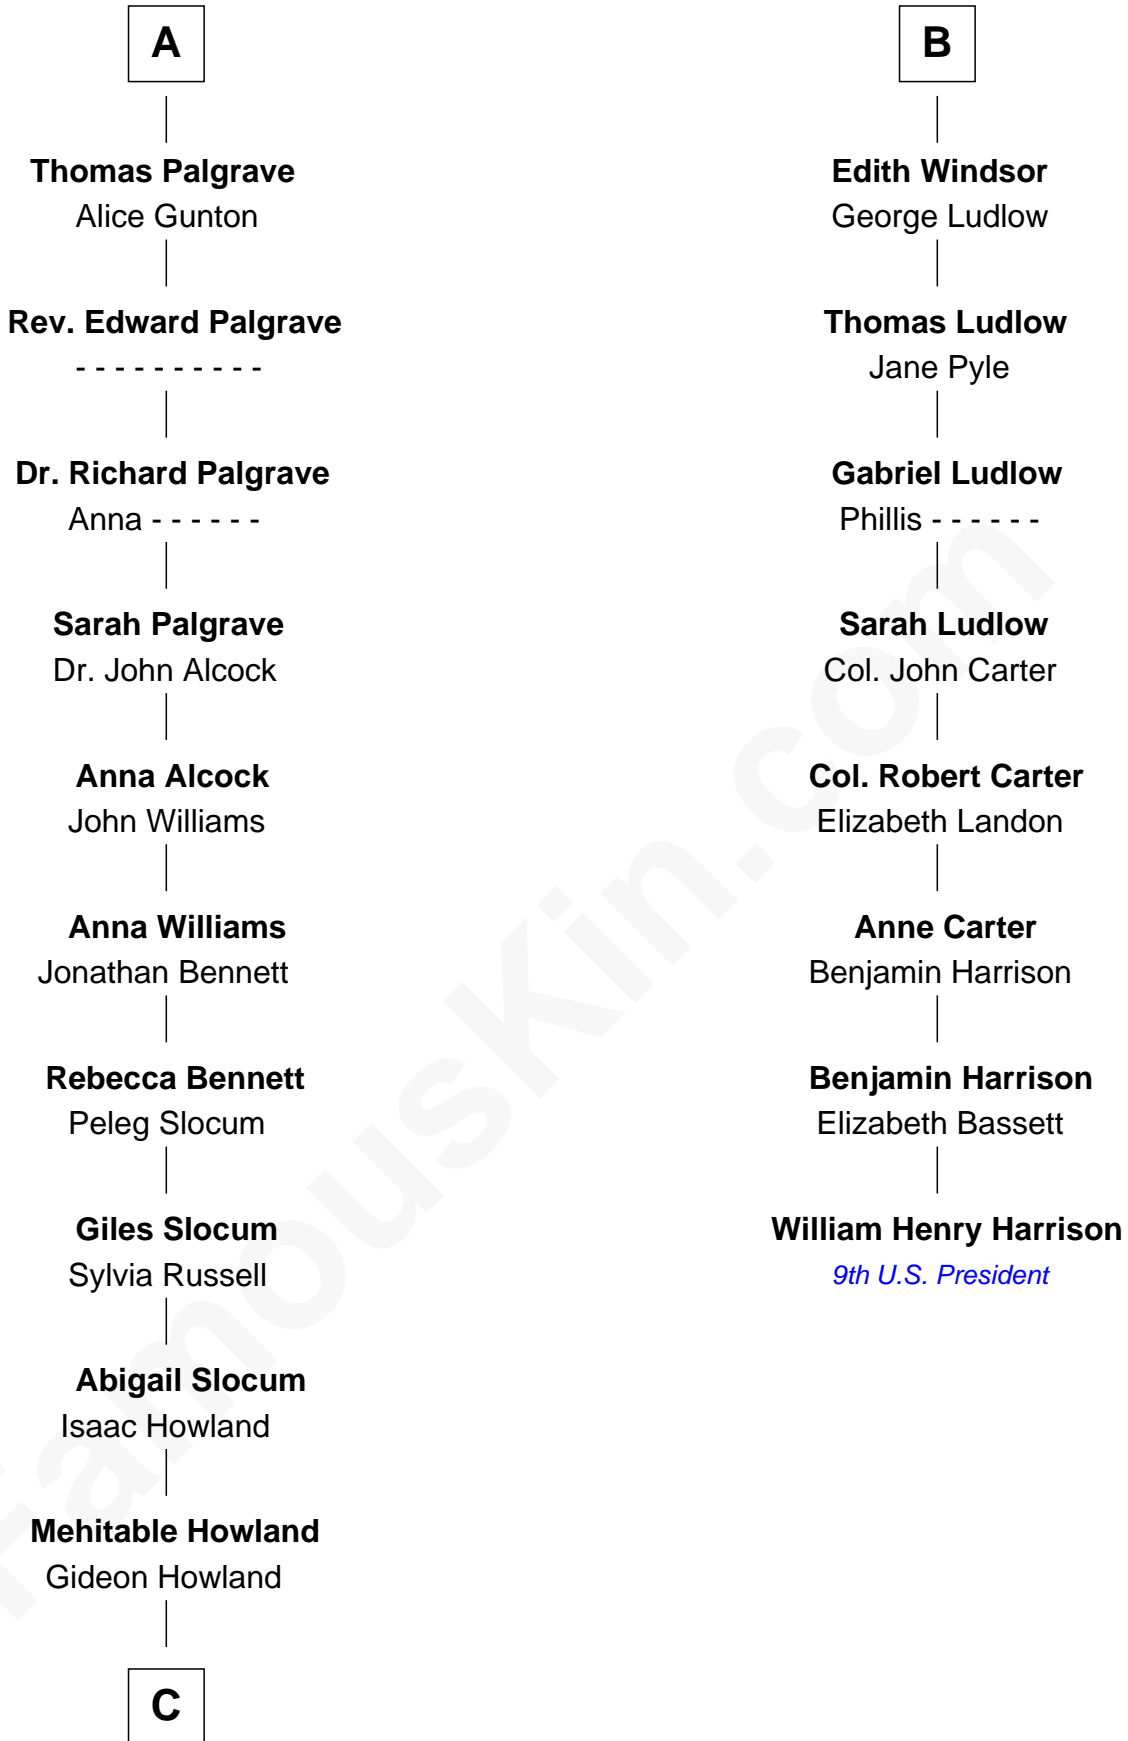 A
Thomas Palgrave
Alice Gunton
Rev. Edward Palgrave
- - - - - - - - - -
Dr. Richard Palgrave
Anna - - - - - -
Sarah Palgrave
Dr. John Alcock
Anna Alcock
John Williams
Anna Williams
Jonathan Bennett
Rebecca Bennett
Peleg Slocum
Giles Slocum
Sylvia Russell
Abigail Slocum
Isaac Howland
Mehitable Howland
Gideon Howland
C
B
Edith Windsor
George Ludlow
Thomas Ludlow
Jane Pyle
Gabriel Ludlow
Phillis - - - - - -
Sarah Ludlow
Col. John Carter
Col. Robert Carter
Elizabeth Landon
Anne Carter
Benjamin Harrison
Benjamin Harrison
Elizabeth Bassett
William Henry Harrison
9th U.S. President
FamousKin.com